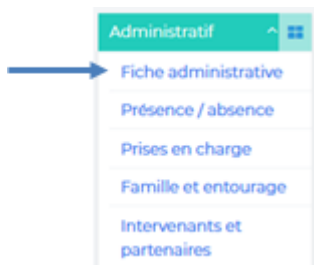 Administratif
Fiche administrative
Présence / absence
Prises en charge
Famille et entourage
Intervenants et
partenaires